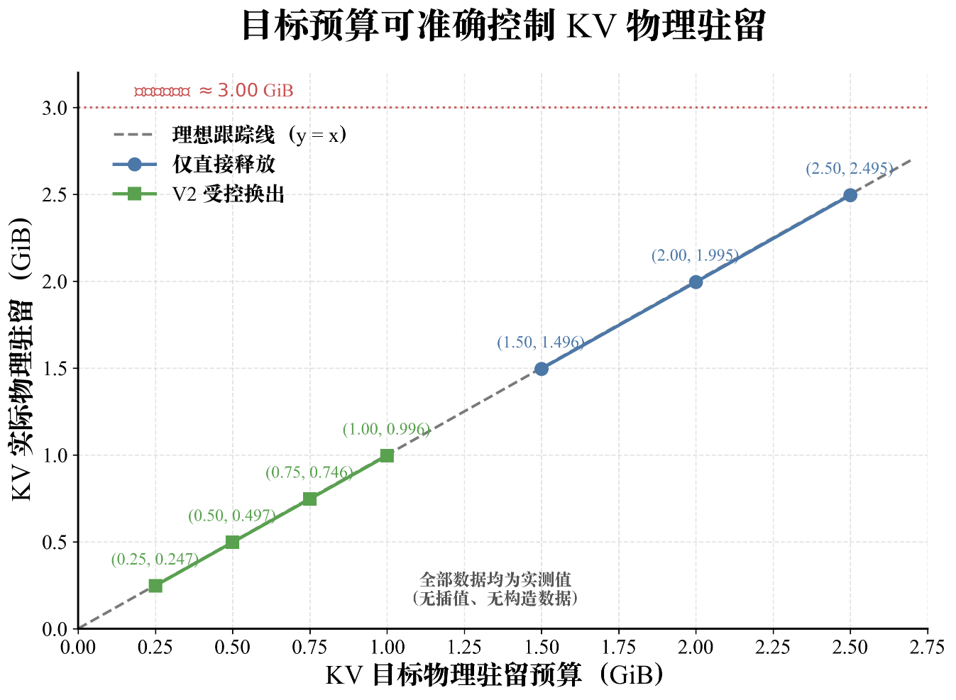 目标预算可准确控制 KV 物理驻留
≈ 3.00 GiB
理想跟踪线（y = x）
仅直接释放
V2 受控换出
(2.50, 2.495)
(2.00, 1.995)
(1.50, 1.496)
(1.00, 0.996)
(0.75, 0.746)
(0.50, 0.497)
(0.25, 0.247)
全部数据均为实测值
（无插值、无构造数据）
KV 实际物理驻留（GiB）
3.0
2.5
2.0
1.5
1.0
0.5
0.0
0.00 0.25 0.50 0.75 1.00 1.25 1.50 1.75 2.00 2.25 2.50 2.75
KV 目标物理驻留预算（GiB）